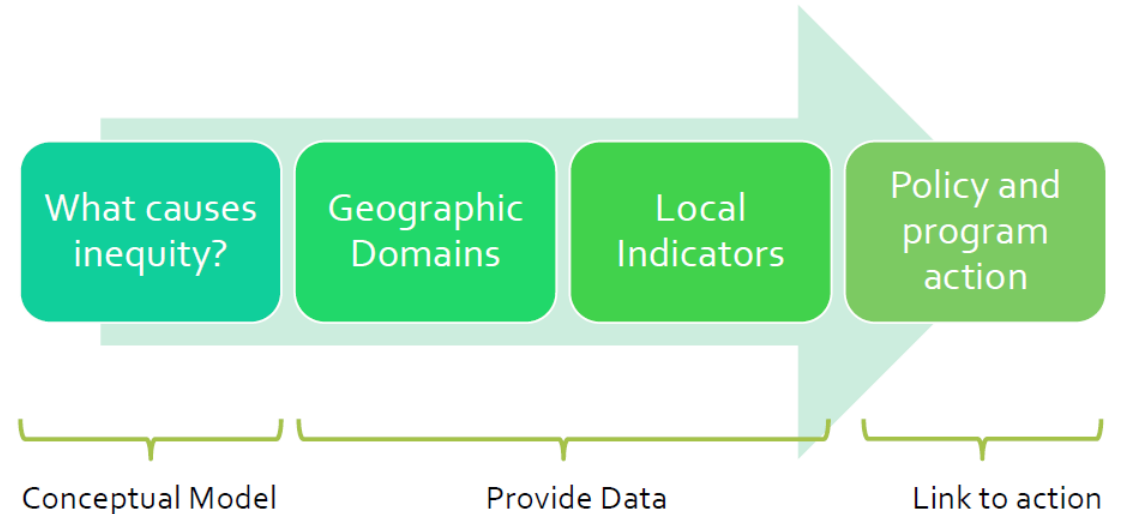 What causes
inequity?
Geographic
Domains
Local
Indicators
Policy and
program
action
Conceptual Model
Provide Data
Link to action